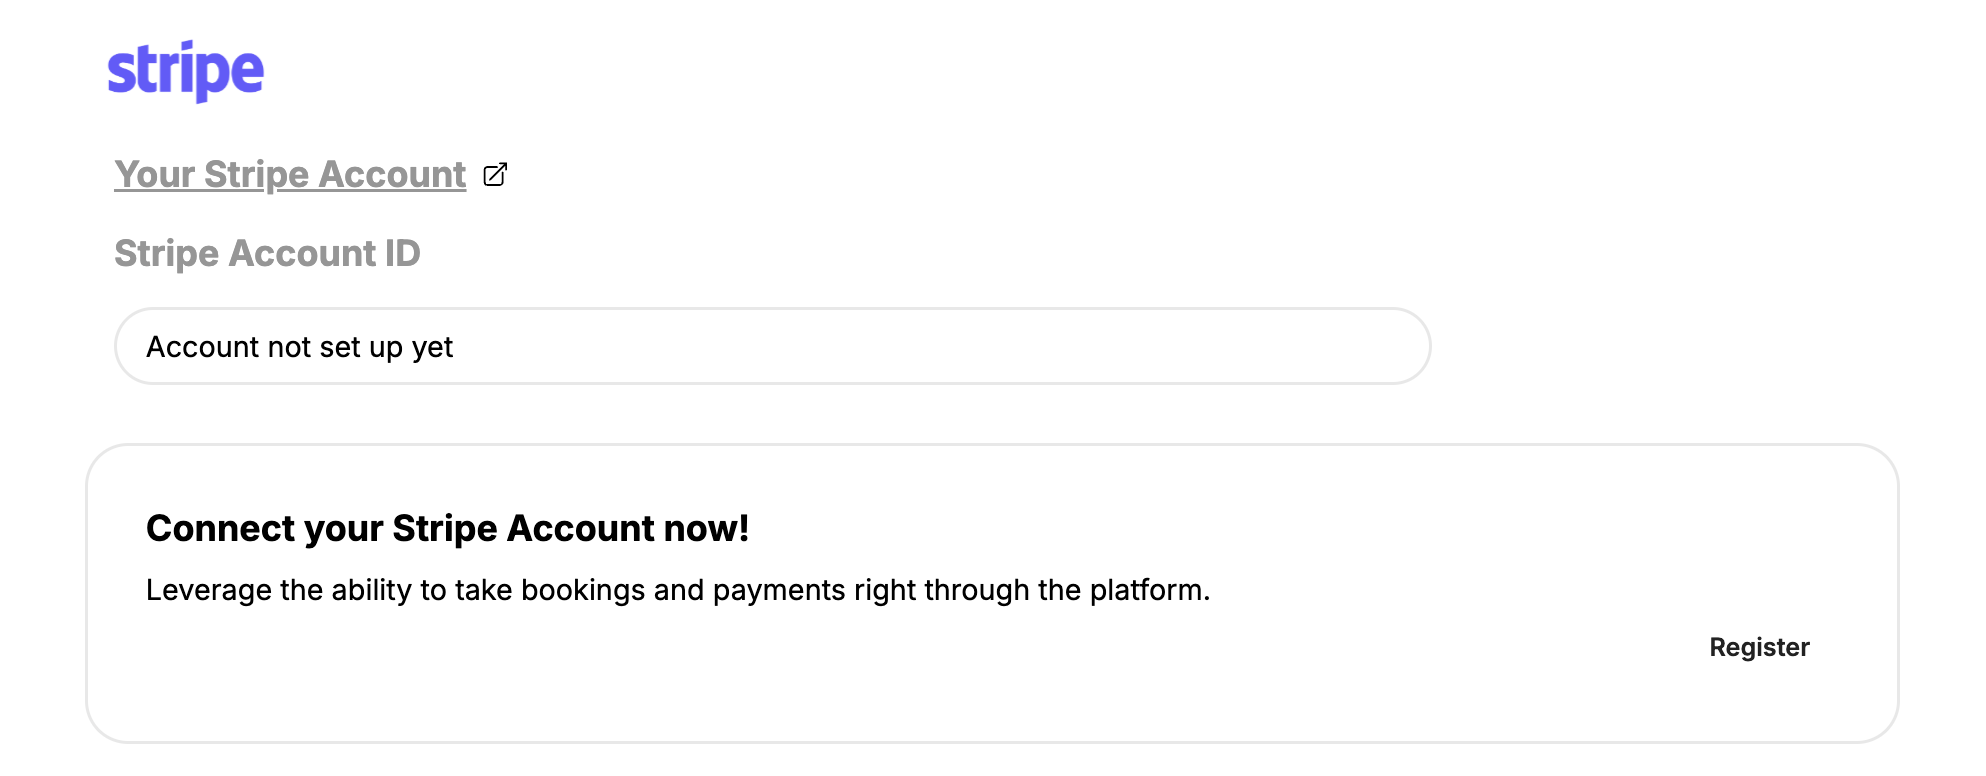 stripe
Your Stripe Account
Stripe Account ID
Account not set up yet
Connect your Stripe Account now!
Leverage the ability to take bookings and payments right through the platform.
Register